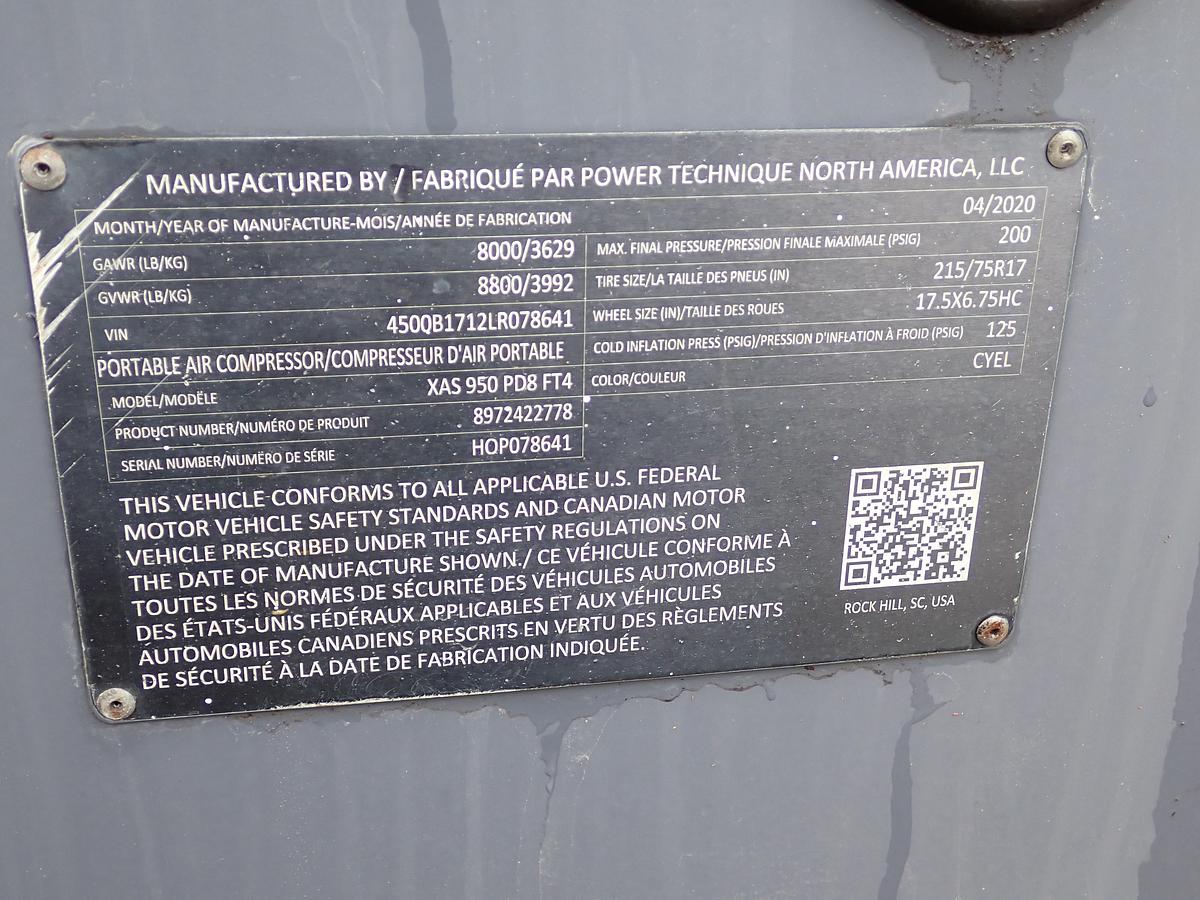 MANUFACTURED BY / FABRIQUÉ PAR POWER TECHNIQUE NORTH AMERICA, LLC
MONTH/YEAR OF MANUFACTURE-MOIS/ANNÉE DE FABRICATION 04/2020
GAWR (LB/KG) 8000/3629
GVWR (LB/KG) 8800/3992
VIN 4500B1712LR078641
PORTABLE AIR COMPRESSOR/COMPRESSEUR D'AIR PORTABLE
MODEL/MODËLE XAS 950 PD8 FT4
PRODUCT NUMBER/NUMÉRO DE PRODUIT 8972422778
SERIAL NUMBER/NUMËRO DE SÉRIE HOP078641
MAX. FINAL PRESSURE/PRESSION FINALE MAXIMALE (PSIG) 200
TIRE SIZE/LA TAILLE DES PNEUS (IN) 215/75R17
WHEEL SIZE (IN)/TAILLE DES ROUES 17.5X6.75HC
COLD INFLATION PRESS (PSIG)/PRESSION D'INFLATION À FROID (PSIG) 125
COLOR/COULEUR CYEL
THIS VEHICLE CONFORMS TO ALL APPLICABLE U.S. FEDERAL
MOTOR VEHICLE SAFETY STANDARDS AND CANADIAN MOTOR
VEHICLE PRESCRIBED UNDER THE SAFETY REGULATIONS ON
THE DATE OF MANUFACTURE SHOWN./ CE VÉHICULE CONFORME À
TOUTES LES NORMES DE SÉCURITÉ DES VÉHICULES AUTOMOBILES
DES ÉTATS-UNIS FÉDÉRAUX APPLICABLES ET AUX VÉHICULES
AUTOMOBILES CANADIENS PRESCRITS EN VERTU DES RÈGLEMENTS
DE SÉCURITÉ À LA DATE DE FABRICATION INDIQUÉE.
ROCK HILL, SC, USA